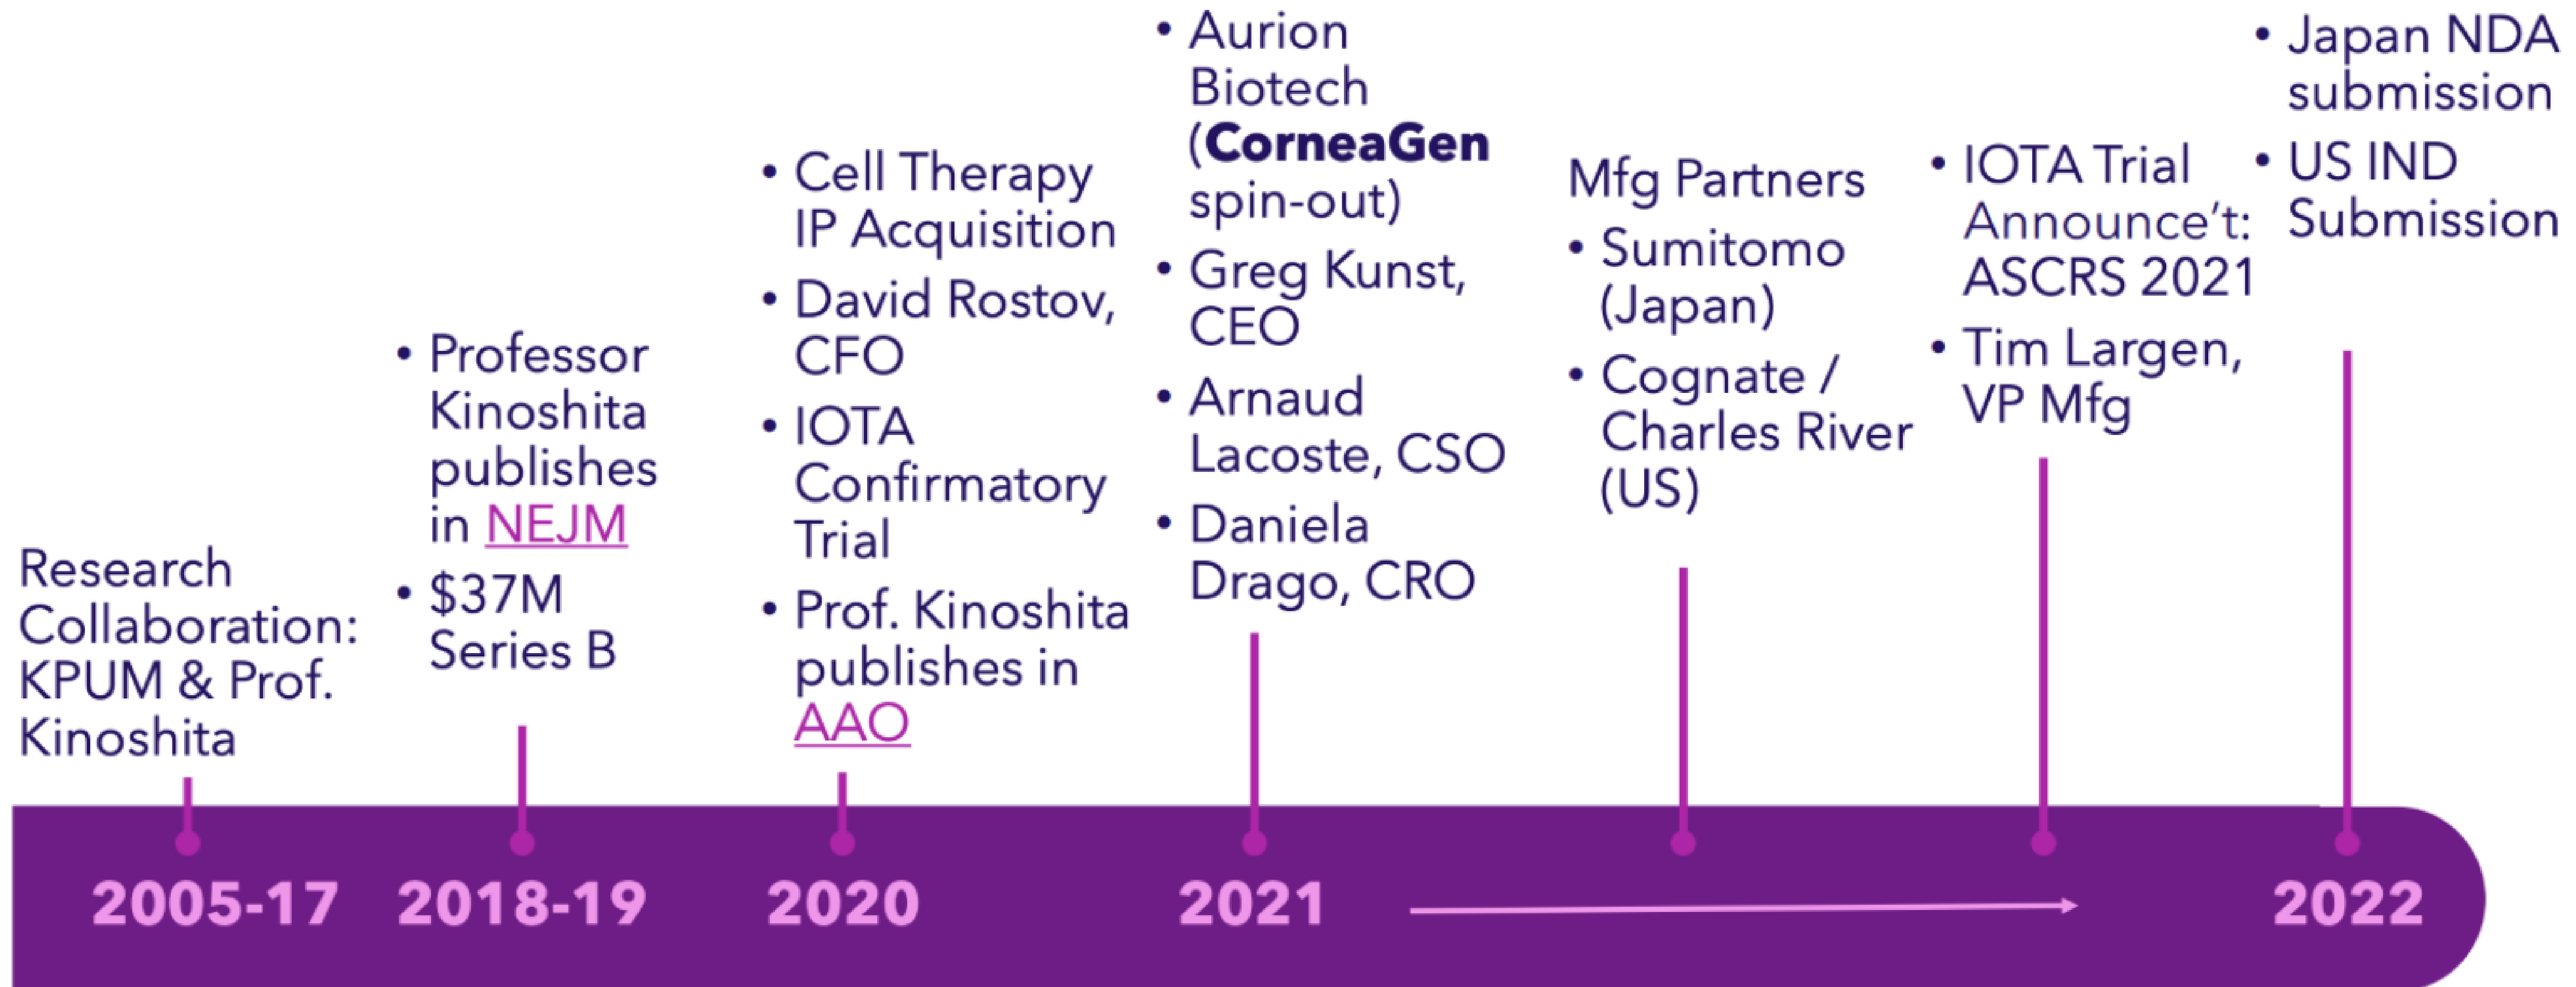 Research
Collaboration:
KPUM & Prof.
Kinoshita
• Professor
Kinoshita
publishes
in NEJM
• $37M
Series B
• Cell Therapy
IP Acquisition
• David Rostov,
CFO
• IOTA
Confirmatory
Trial
• Prof. Kinoshita
publishes in
AAO
• Aurion
Biotech
(CorneaGen
spin-out)
• Greg Kunst,
CEO
• Arnaud
Lacoste, CSO
• Daniela
Drago, CRO
Mfg Partners
• Sumitomo
(Japan)
• Cognate /
Charles River
(US)
• IOTA Trial
Announce't:
ASCRS 2021
• Tim Largen,
VP Mfg
• Japan NDA
submission
• US IND
Submission
2005-17
2018-19
2020
2021
2022